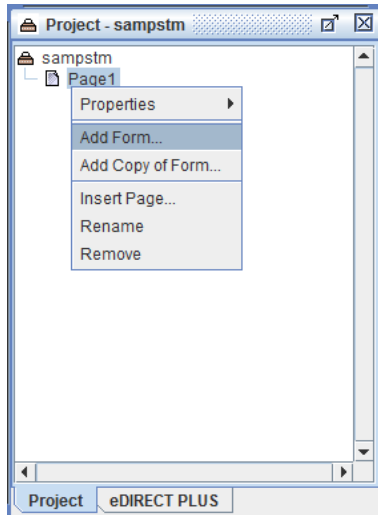 Project - sampstm
sampstm
Page1
Properties
Add Form...
Add Copy of Form...
Insert Page...
Rename
Remove
Project eDIRECT PLUS